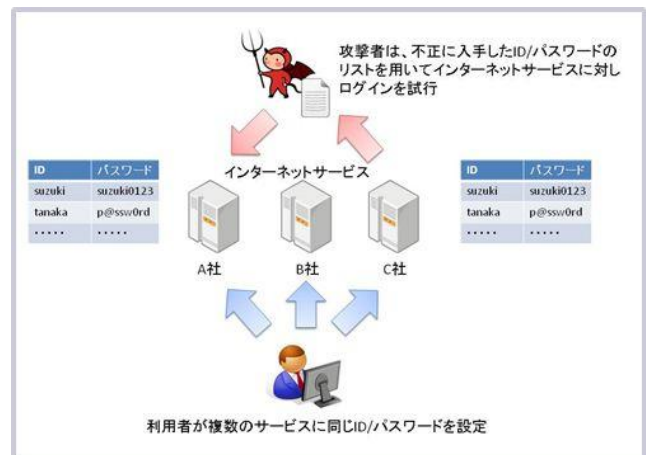 攻撃者は、不正に入手したID/パスワードの
リストを用いてインターネットサービスに対し
ログインを試行
インターネットサービス
ID パスワード
suzuki suzuki0123
tanaka p@ssw0rd
・・・・・ ・・・・・
ID パスワード
suzuki suzuki0123
tanaka p@ssw0rd
・・・・・ ・・・・・
A社 B社 C社
利用者が複数のサービスに同じID/パスワードを設定